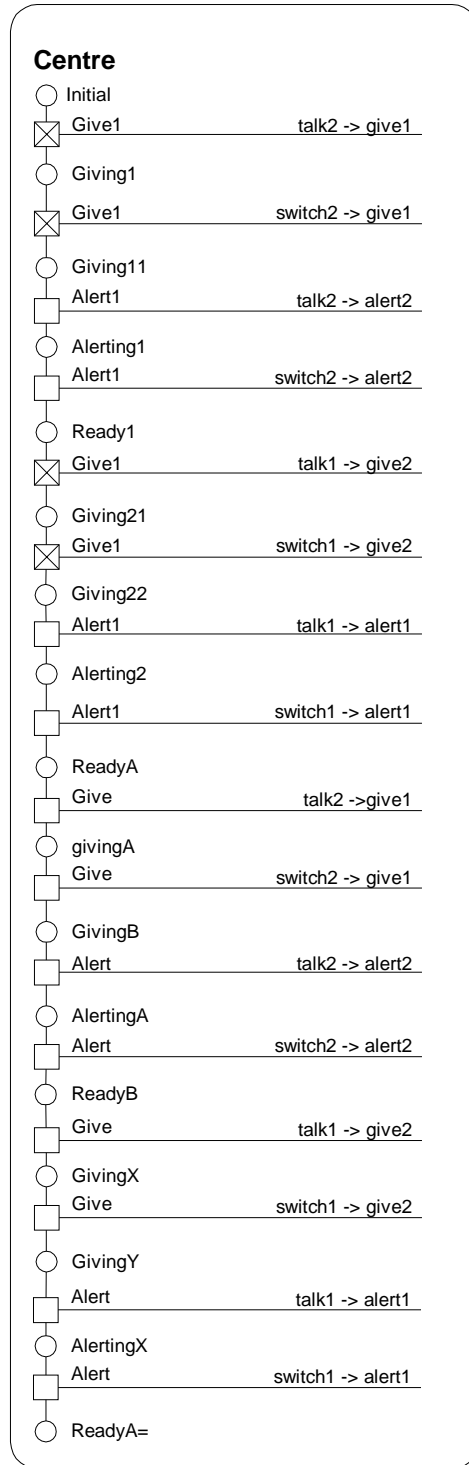 Centre
Initial
Give1 talk2 -> give1
Giving1
Give1 switch2 -> give1
Giving11
Alert1 talk2 -> alert2
Alerting1
Alert1 switch2 -> alert2
Ready1
Give1 talk1 -> give2
Giving21
Give1 switch1 -> give2
Giving22
Alert1 talk1 -> alert1
Alerting2
Alert1 switch1 -> alert1
ReadyA
Give talk2 ->give1
givingA
Give switch2 -> give1
GivingB
Alert talk2 -> alert2
AlertingA
Alert switch2 -> alert2
ReadyB
Give talk1 -> give2
GivingX
Give switch1 -> give2
GivingY
Alert talk1 -> alert1
AlertingX
Alert switch1 -> alert1
ReadyA=